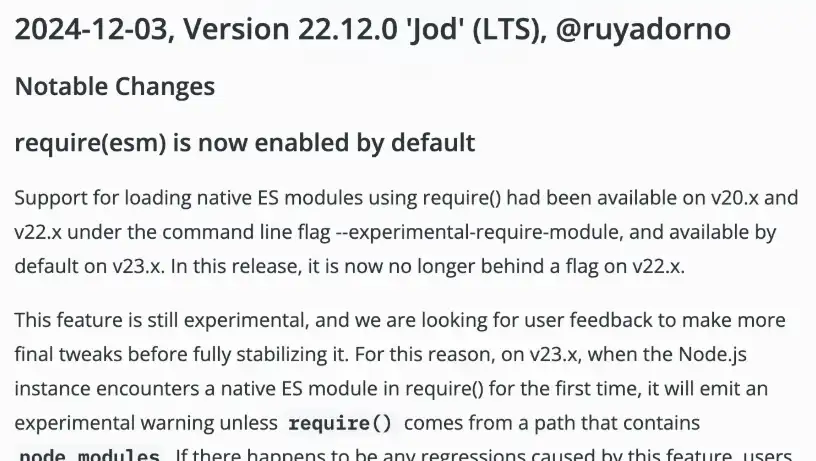 2024-12-03, Version 22.12.0 'Jod' (LTS), @ruyadorno
Notable Changes
require(esm) is now enabled by default
Support for loading native ES modules using require() had been available on v20.x and
v22.x under the command line flag --experimental-require-module, and available by
default on v23.x. In this release, it is now no longer behind a flag on v22.x.
This feature is still experimental, and we are looking for user feedback to make more
final tweaks before fully stabilizing it. For this reason, on v23.x, when the Node.js
instance encounters a native ES module in require() for the first time, it will emit an
experimental warning unless require() comes from a path that contains
node_modules. If there happens to be any regressions caused by this feature, users